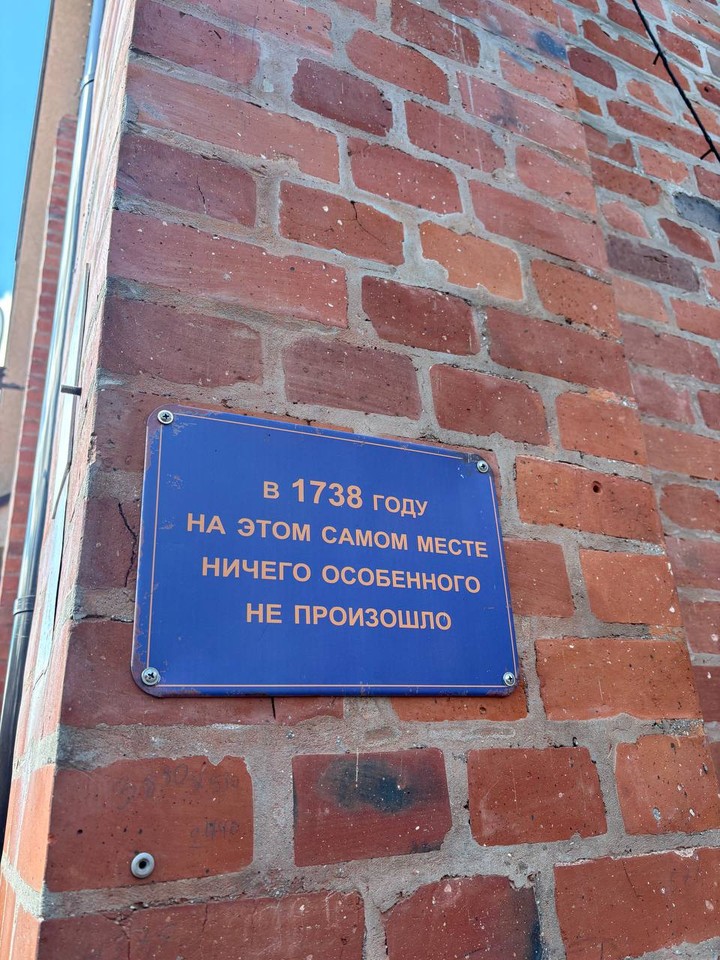 В 1738 ГОДУ
НА ЭТОМ САМОМ МЕСТЕ
НИЧЕГО ОСОБЕННОГО
НЕ ПРОИЗОШЛО